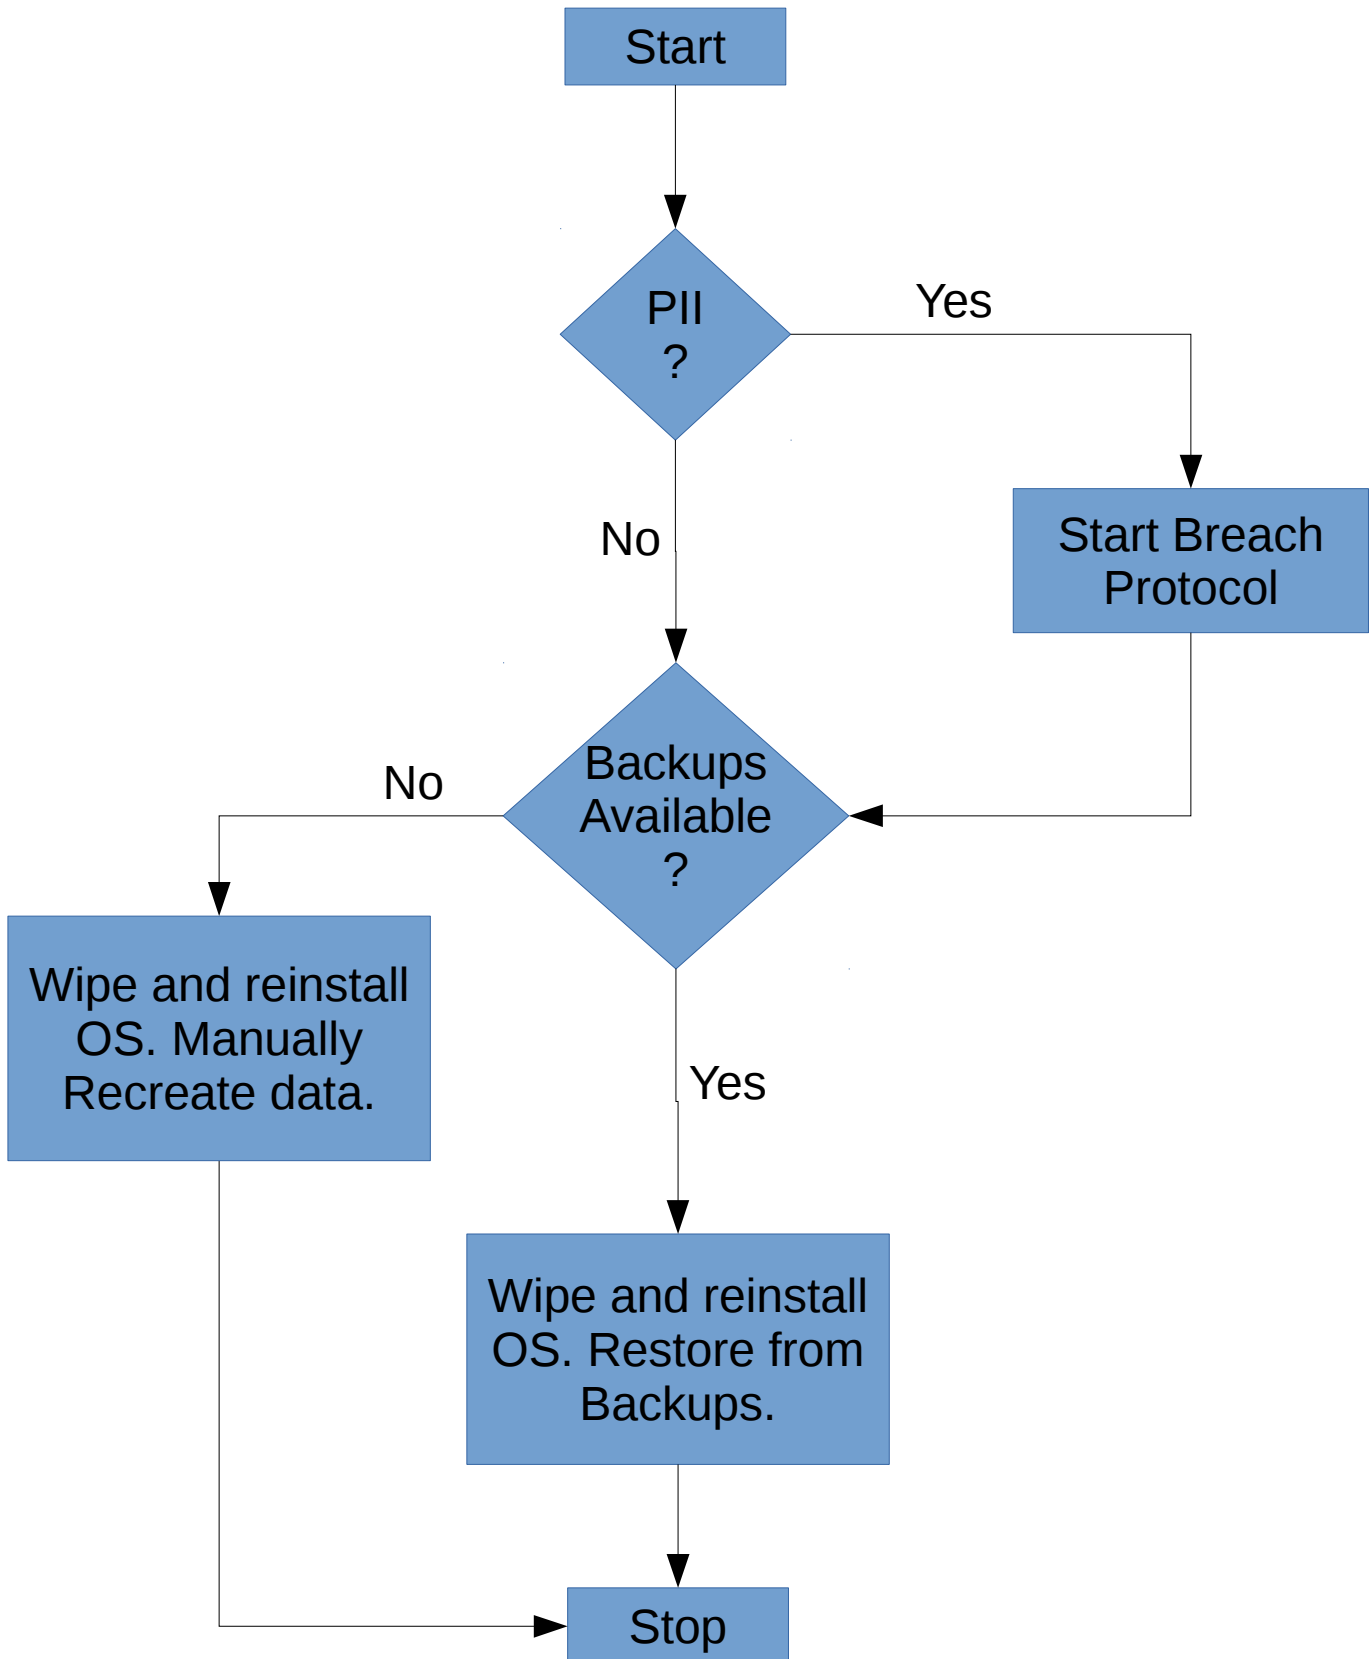 Start
PII
?
Yes
No
Start Breach
Protocol
Backups
Available
?
No
Wipe and reinstall
OS. Manually
Recreate data.
Yes
Wipe and reinstall
OS. Restore from
Backups.
Stop